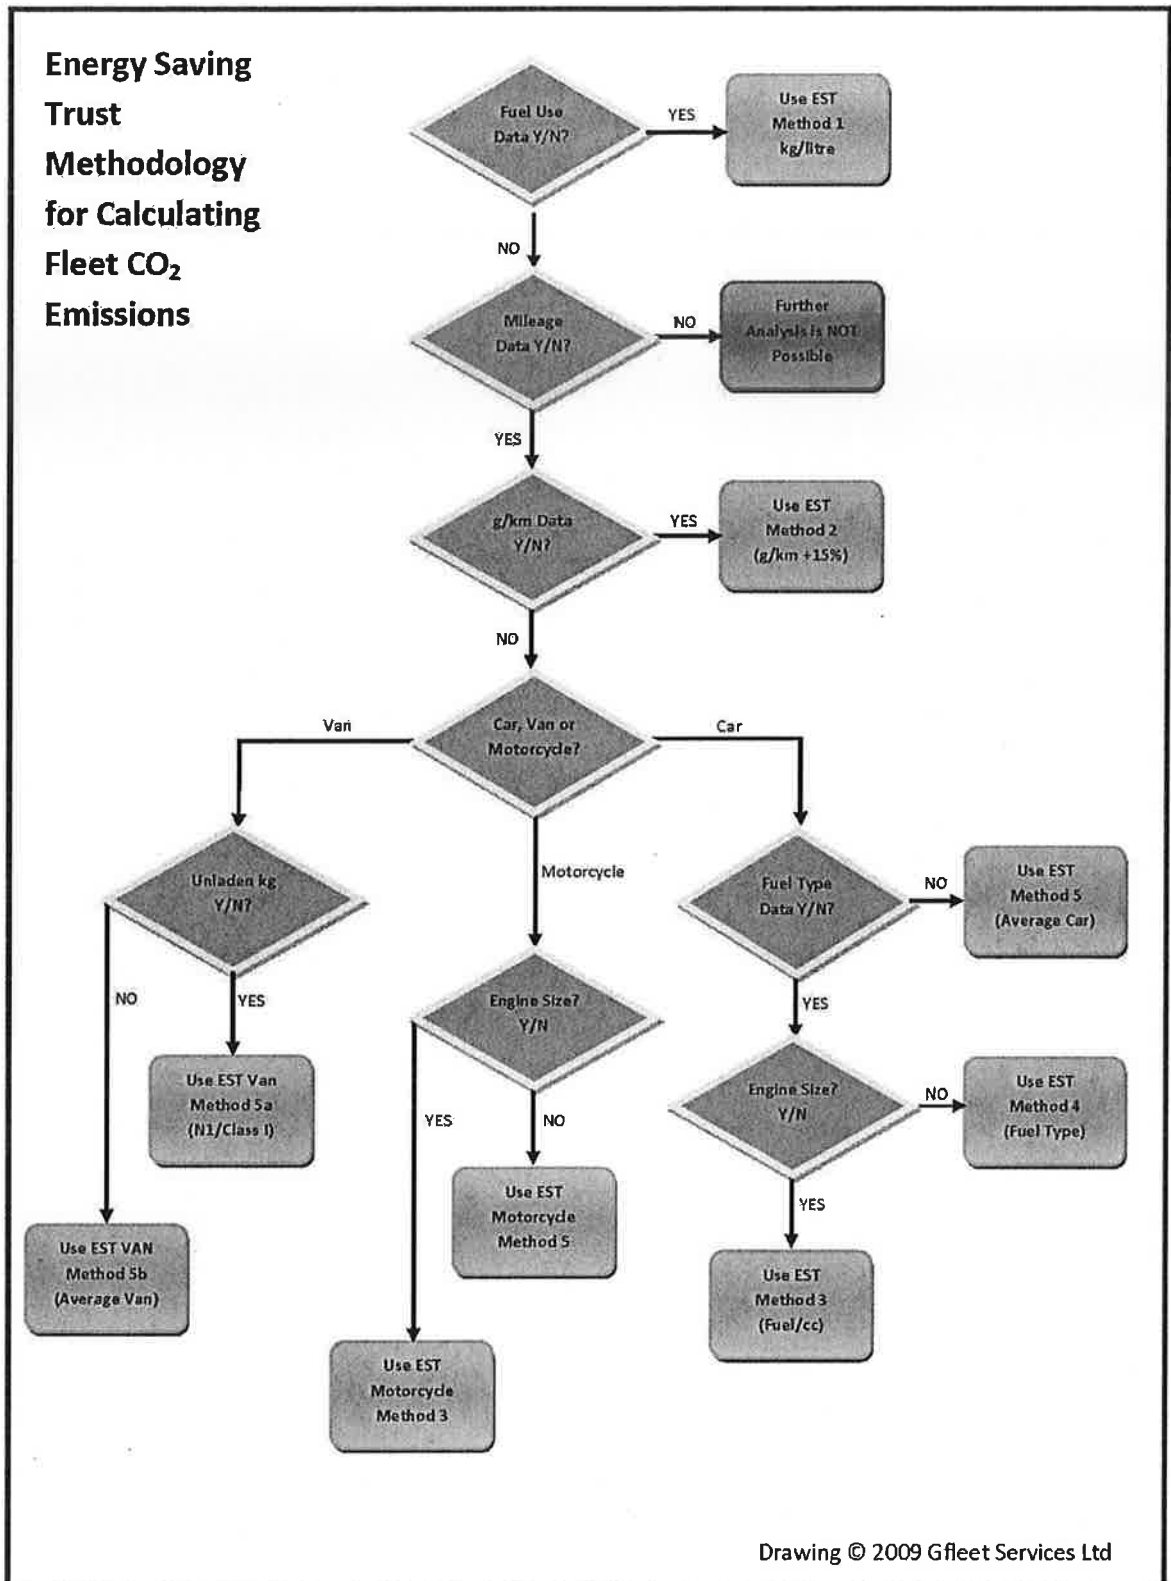 Energy Saving
Trust
Methodology
for Calculating
Fleet CO₂
Emissions
Fuel Use
Data Y/N?
YES
Use EST
Method 1
kg/litre
NO
Mileage
Data Y/N?
NO
Further
Analysis is NOT
Possible
YES
g/km Data
Y/N?
YES
Use EST
Method 2
(g/km +15%)
NO
Car, Van or
Motorcycle?
Van
Car
Motorcycle
Unladen kg
Y/N?
NO
YES
Use EST Van
Method 5a
(N1/Class I)
Use EST VAN
Method 5b
(Average Van)
Engine Size?
Y/N
YES
NO
Use EST
Motorcycle
Method 5
Use EST
Motorcycle
Method 3
Fuel Type
Data Y/N?
NO
Use EST
Method 5
(Average Car)
YES
Engine Size?
Y/N
NO
Use EST
Method 4
(Fuel Type)
YES
Use EST
Method 3
(Fuel/cc)
Drawing © 2009 Gfleet Services Ltd